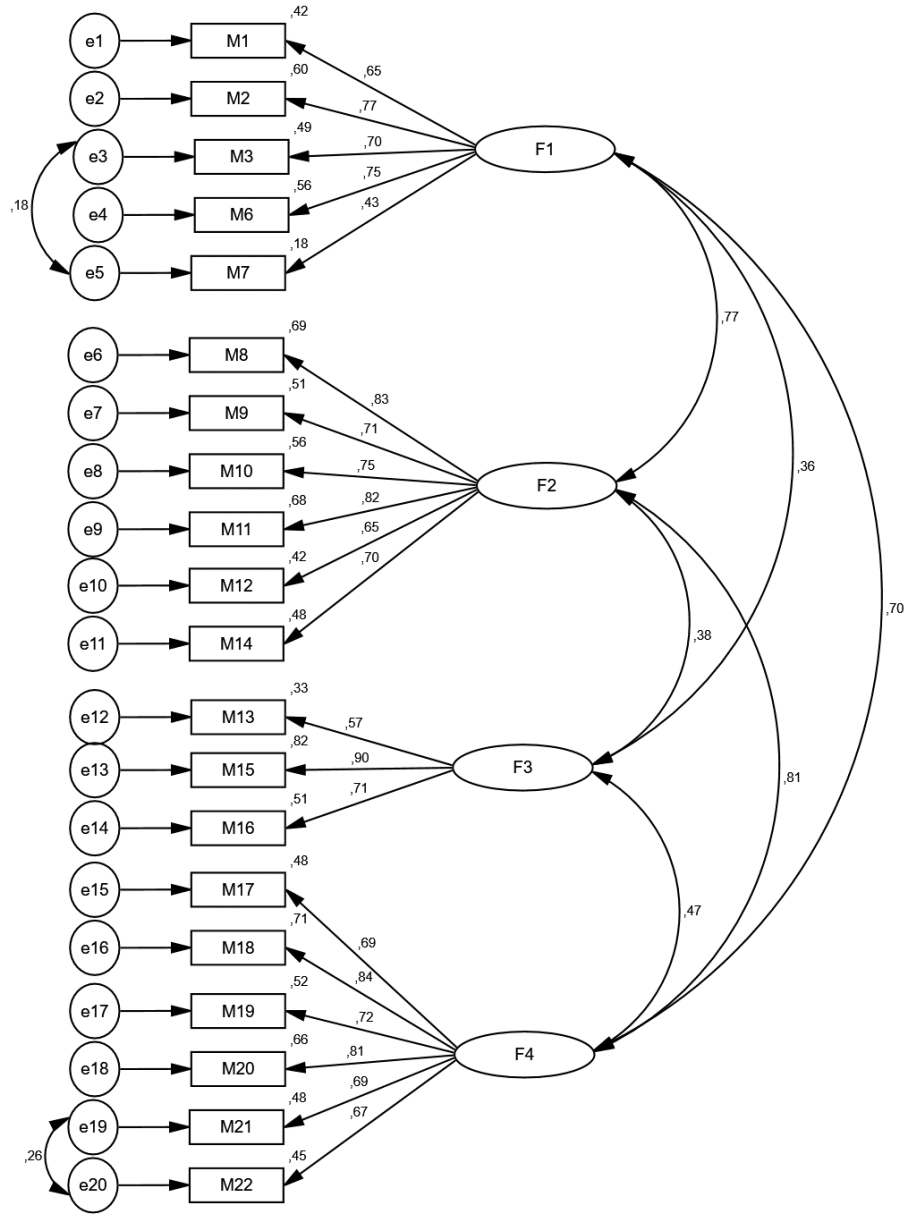 ,42
e1 M1
,65
,60
e2 M2 ,77
,49
e3 M3 ,70 F1
,75
,56
,18 e4 M6 ,43
,18
e5 M7
,77
,69
e6 M8
,83
,51
e7 M9 ,71
,56
e8 M10 ,75 ,36
F2
,68 ,82
e9 M11
,65
,42 ,70
e10 M12
,70
,48
e11 M14 ,38
,33
e12 M13 ,57
,82
e13 M15 ,90 F3
,81
,71
,51
e14 M16
,48
e15 M17
,47
,71
e16 M18 ,69
,84
,52
e17 M19 ,72
,66 ,81 F4
e18 M20
,69
,48 ,67
e19 M21
,26 ,45
e20 M22